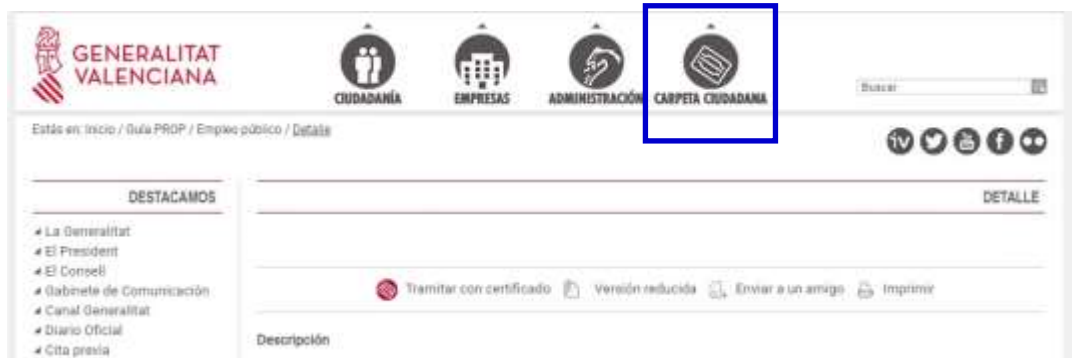 GENERALITAT
VALENCIANA
CIUDADANÍA
EMPRESAS
ADMINISTRACIÓN
CARPETA CIUDADANA
Buscar
Estás en: Inicio / Guía PROP / Empleo público / Detalle
DESTACAMOS
DETALLE
La Generalitat
El President
El Consell
Gabinete de Comunicación
Canal Generalitat
Diario Oficial
Cita previa
Tramitar con certificado
Versión reducida
Enviar a un amigo
Imprimir
Descripción